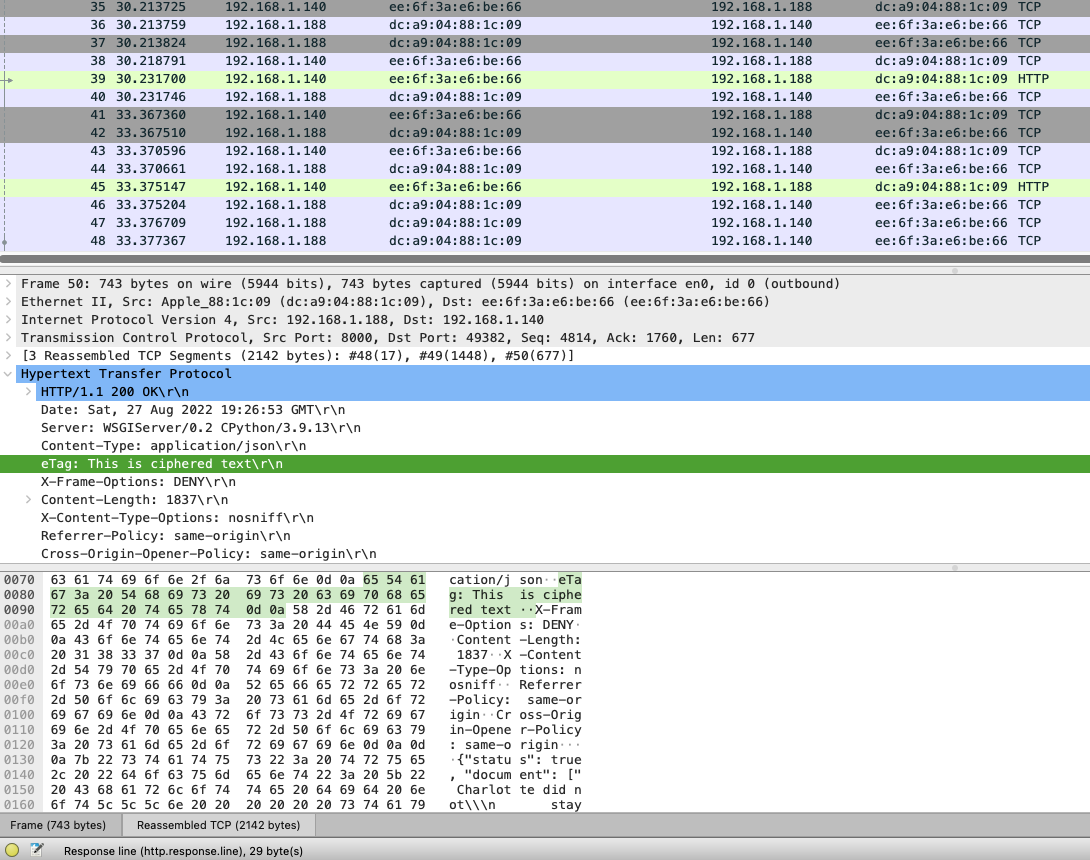 35 30.213725 192.168.1.140 ee:6f:3a:e6:be:66 192.168.1.188 dc:a9:04:88:1c:09 TCP
36 30.213759 192.168.1.188 dc:a9:04:88:1c:09 192.168.1.140 ee:6f:3a:e6:be:66 TCP
37 30.213824 192.168.1.188 dc:a9:04:88:1c:09 192.168.1.140 ee:6f:3a:e6:be:66 TCP
38 30.218791 192.168.1.140 ee:6f:3a:e6:be:66 192.168.1.188 dc:a9:04:88:1c:09 TCP
39 30.231700 192.168.1.140 ee:6f:3a:e6:be:66 192.168.1.188 dc:a9:04:88:1c:09 HTTP
40 30.231746 192.168.1.188 dc:a9:04:88:1c:09 192.168.1.140 ee:6f:3a:e6:be:66 TCP
41 33.367360 192.168.1.140 ee:6f:3a:e6:be:66 192.168.1.188 dc:a9:04:88:1c:09 TCP
42 33.367510 192.168.1.188 dc:a9:04:88:1c:09 192.168.1.140 ee:6f:3a:e6:be:66 TCP
43 33.370596 192.168.1.140 ee:6f:3a:e6:be:66 192.168.1.188 dc:a9:04:88:1c:09 TCP
44 33.370661 192.168.1.188 dc:a9:04:88:1c:09 192.168.1.140 ee:6f:3a:e6:be:66 TCP
45 33.375147 192.168.1.140 ee:6f:3a:e6:be:66 192.168.1.188 dc:a9:04:88:1c:09 HTTP
46 33.375204 192.168.1.188 dc:a9:04:88:1c:09 192.168.1.140 ee:6f:3a:e6:be:66 TCP
47 33.376709 192.168.1.188 dc:a9:04:88:1c:09 192.168.1.140 ee:6f:3a:e6:be:66 TCP
48 33.377367 192.168.1.188 dc:a9:04:88:1c:09 192.168.1.140 ee:6f:3a:e6:be:66 TCP
Frame 50: 743 bytes on wire (5944 bits), 743 bytes captured (5944 bits) on interface en0, id 0 (outbound)
Ethernet II, Src: Apple_88:1c:09 (dc:a9:04:88:1c:09), Dst: ee:6f:3a:e6:be:66 (ee:6f:3a:e6:be:66)
Internet Protocol Version 4, Src: 192.168.1.188, Dst: 192.168.1.140
Transmission Control Protocol, Src Port: 8000, Dst Port: 49382, Seq: 4814, Ack: 1760, Len: 677
[3 Reassembled TCP Segments (2142 bytes): #48(17), #49(1448), #50(677)]
Hypertext Transfer Protocol
HTTP/1.1 200 OK\r\n
Date: Sat, 27 Aug 2022 19:26:53 GMT\r\n
Server: WSGIServer/0.2 CPython/3.9.13\r\n
Content-Type: application/json\r\n
eTag: This is ciphered text\r\n
X-Frame-Options: DENY\r\n
Content-Length: 1837\r\n
X-Content-Type-Options: nosniff\r\n
Referrer-Policy: same-origin\r\n
Cross-Origin-Opener-Policy: same-origin\r\n
0070 63 61 74 69 6f 6e 2f 6a 73 6f 6e 0d 0a 65 54 61 cation/j son··eTa
0080 67 3a 20 54 68 69 73 20 69 73 20 63 69 70 68 65 g: This is ciphe
0090 72 65 64 20 74 65 78 74 0d 0a 58 2d 46 72 61 6d red text ··X-Fram
00a0 65 2d 4f 70 74 69 6f 6e 73 3a 20 44 45 4e 59 0d e-Option s: DENY·
00b0 0a 43 6f 6e 74 65 6e 74 2d 4c 65 6e 67 74 68 3a ·Content -Length:
00c0 20 31 38 33 37 0d 0a 58 2d 43 6f 6e 74 65 6e 74 1837··X -Content
00d0 2d 54 79 70 65 2d 4f 70 74 69 6f 6e 73 3a 20 6e -Type-Op tions: n
00e0 6f 73 6e 69 66 66 0d 0a 52 65 66 65 72 72 65 72 osniff·· Referrer
00f0 2d 50 6f 6c 69 63 79 3a 20 73 61 6d 65 2d 6f 72 -Policy: same-or
0100 69 67 69 6e 0d 0a 43 72 6f 73 73 2d 4f 72 69 67 igin··Cr oss-Orig
0110 69 6e 2d 4f 70 65 6e 65 72 2d 50 6f 6c 69 63 79 in-Opene r-Policy
0120 3a 20 73 61 6d 65 2d 6f 72 69 67 69 6e 0d 0a 0d : same-o rigin···
0130 0a 7b 22 73 74 61 74 75 73 22 3a 20 74 72 75 65 ·{"statu s": true
0140 2c 20 22 64 6f 63 75 6d 65 6e 74 22 3a 20 5b 22 , "docum ent": ["
0150 20 43 68 61 72 6c 6f 74 74 65 20 64 69 64 20 6e Charlot te did n
0160 6f 74 5c 5c 5c 6e 20 20 20 20 20 20 73 74 61 79 ot\\\n stay
Frame (743 bytes) Reassembled TCP (2142 bytes)
Response line (http.response.line), 29 byte(s)